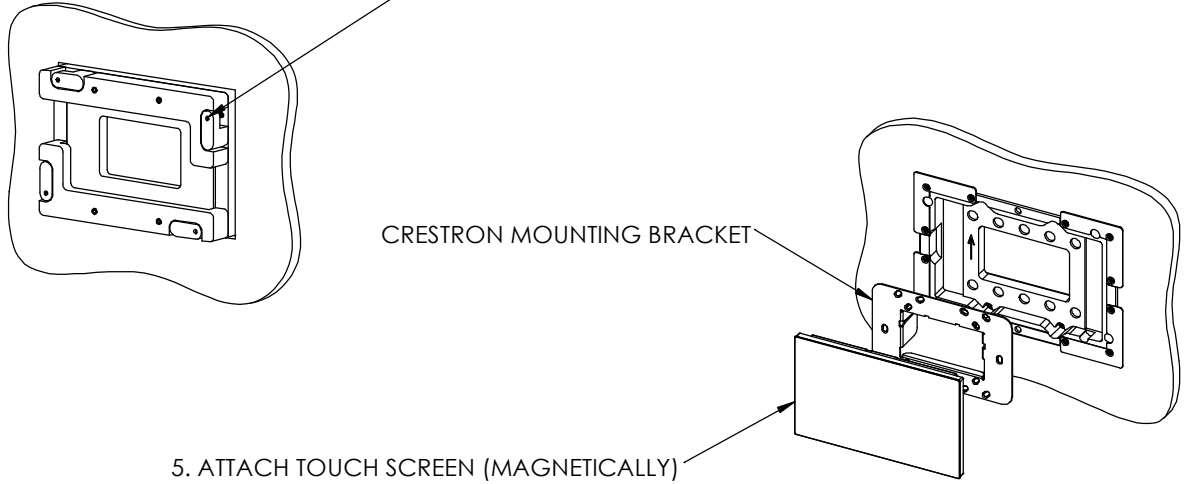 CRESTRON MOUNTING BRACKET
5. ATTACH TOUCH SCREEN (MAGNETICALLY)